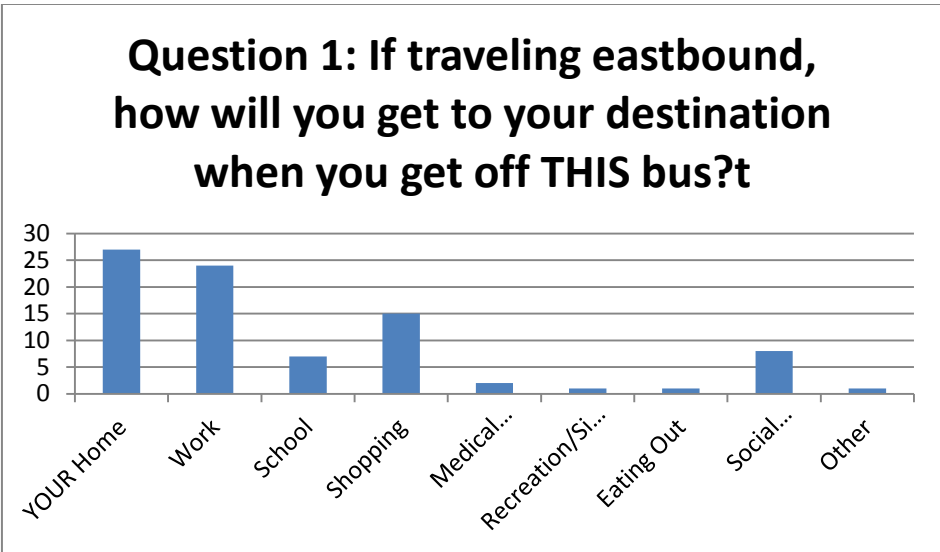 Question 1: If traveling eastbound,
how will you get to your destination
when you get off THIS bus?t
30
25
20
15
10
5
0
YOUR Home
Work
School
Shopping
Medical...
Recreation/Si...
Eating Out
Social...
Other